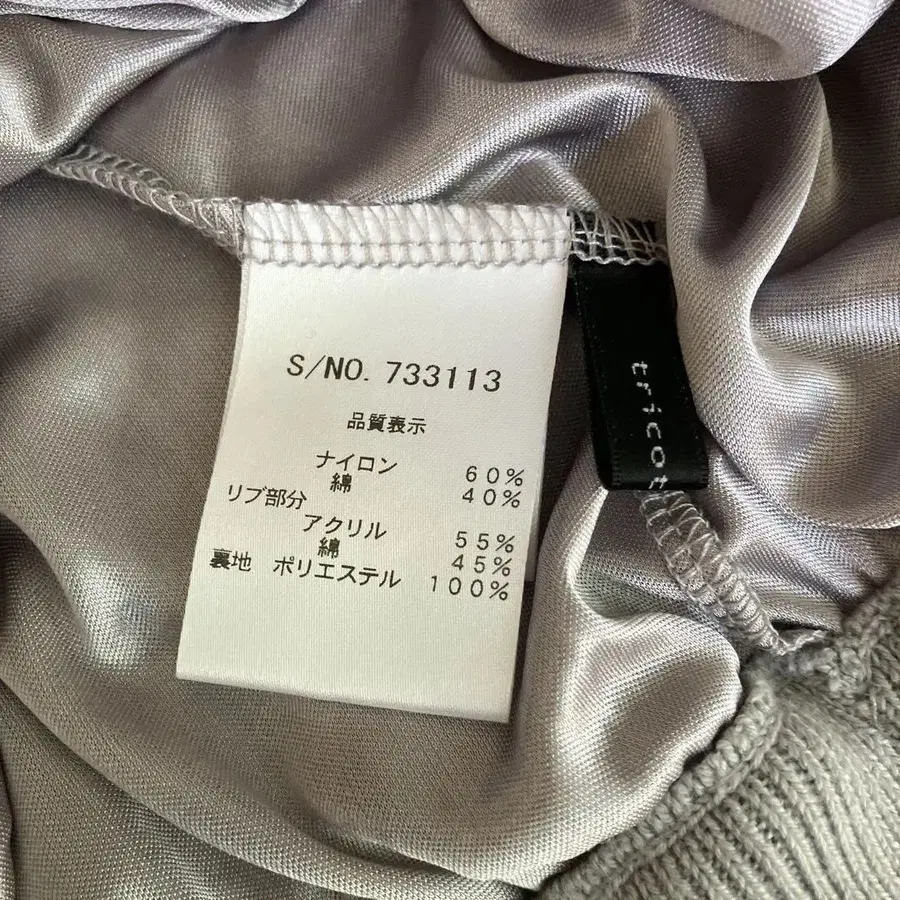 S/NO. 733113
品質表示
ナイロン 60%
綿 40%
リブ部分
アクリル 55%
綿 45%
裏地 ポリエステル 100%